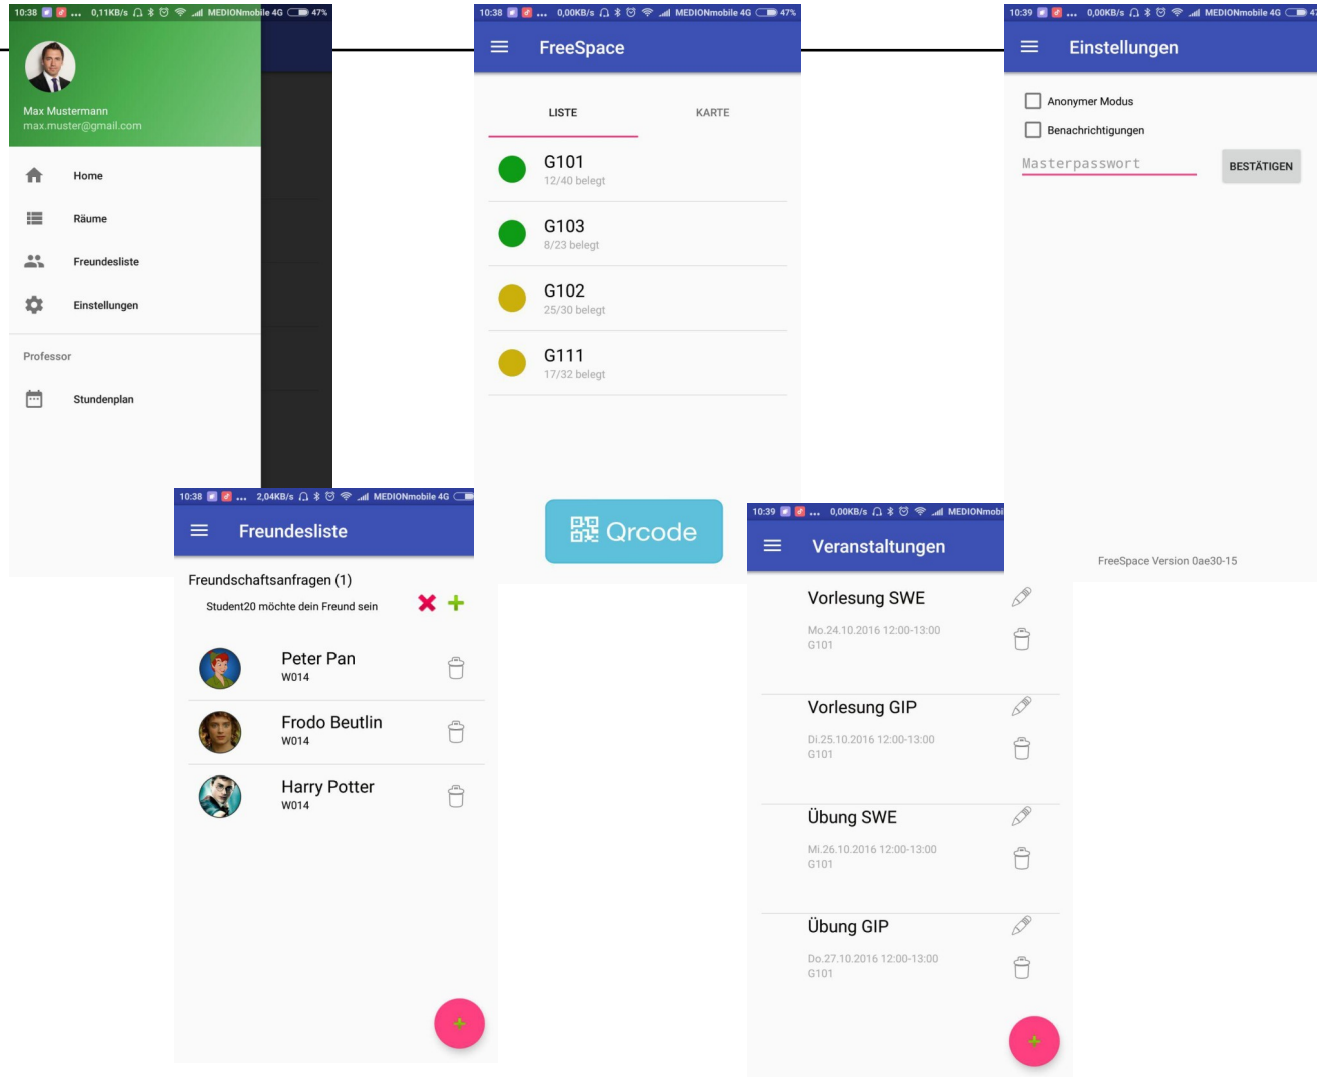 10:38 ... 0,11KB/s MEDIONmobile 4G 47%
Max Mustermann
max.muster@gmail.com
Home
Räume
Freundesliste
Einstellungen
Professor
Stundenplan
10:38 ... 0,00KB/s MEDIONmobile 4G 47%
FreeSpace
LISTE KARTE
G101
12/40 belegt
G103
8/23 belegt
G102
25/30 belegt
G111
17/32 belegt
Qrcode
10:39 ... 0,00KB/s MEDIONmobile 4G 47
Einstellungen
Anonymer Modus
Benachrichtigungen
Masterpasswort BESTÄTIGEN
FreeSpace Version 0ae30-15
10:38 ... 2,04KB/s MEDIONmobile 4G
Freundesliste
Freundschaftsanfragen (1)
Student20 möchte dein Freund sein
Peter Pan
W014
Frodo Beutlin
W014
Harry Potter
W014
10:39 ... 0,00KB/s MEDIONmobi
Veranstaltungen
Vorlesung SWE
Mo.24.10.2016 12:00-13:00
G101
Vorlesung GIP
Di.25.10.2016 12:00-13:00
G101
Übung SWE
Mi.26.10.2016 12:00-13:00
G101
Übung GIP
Do.27.10.2016 12:00-13:00
G101